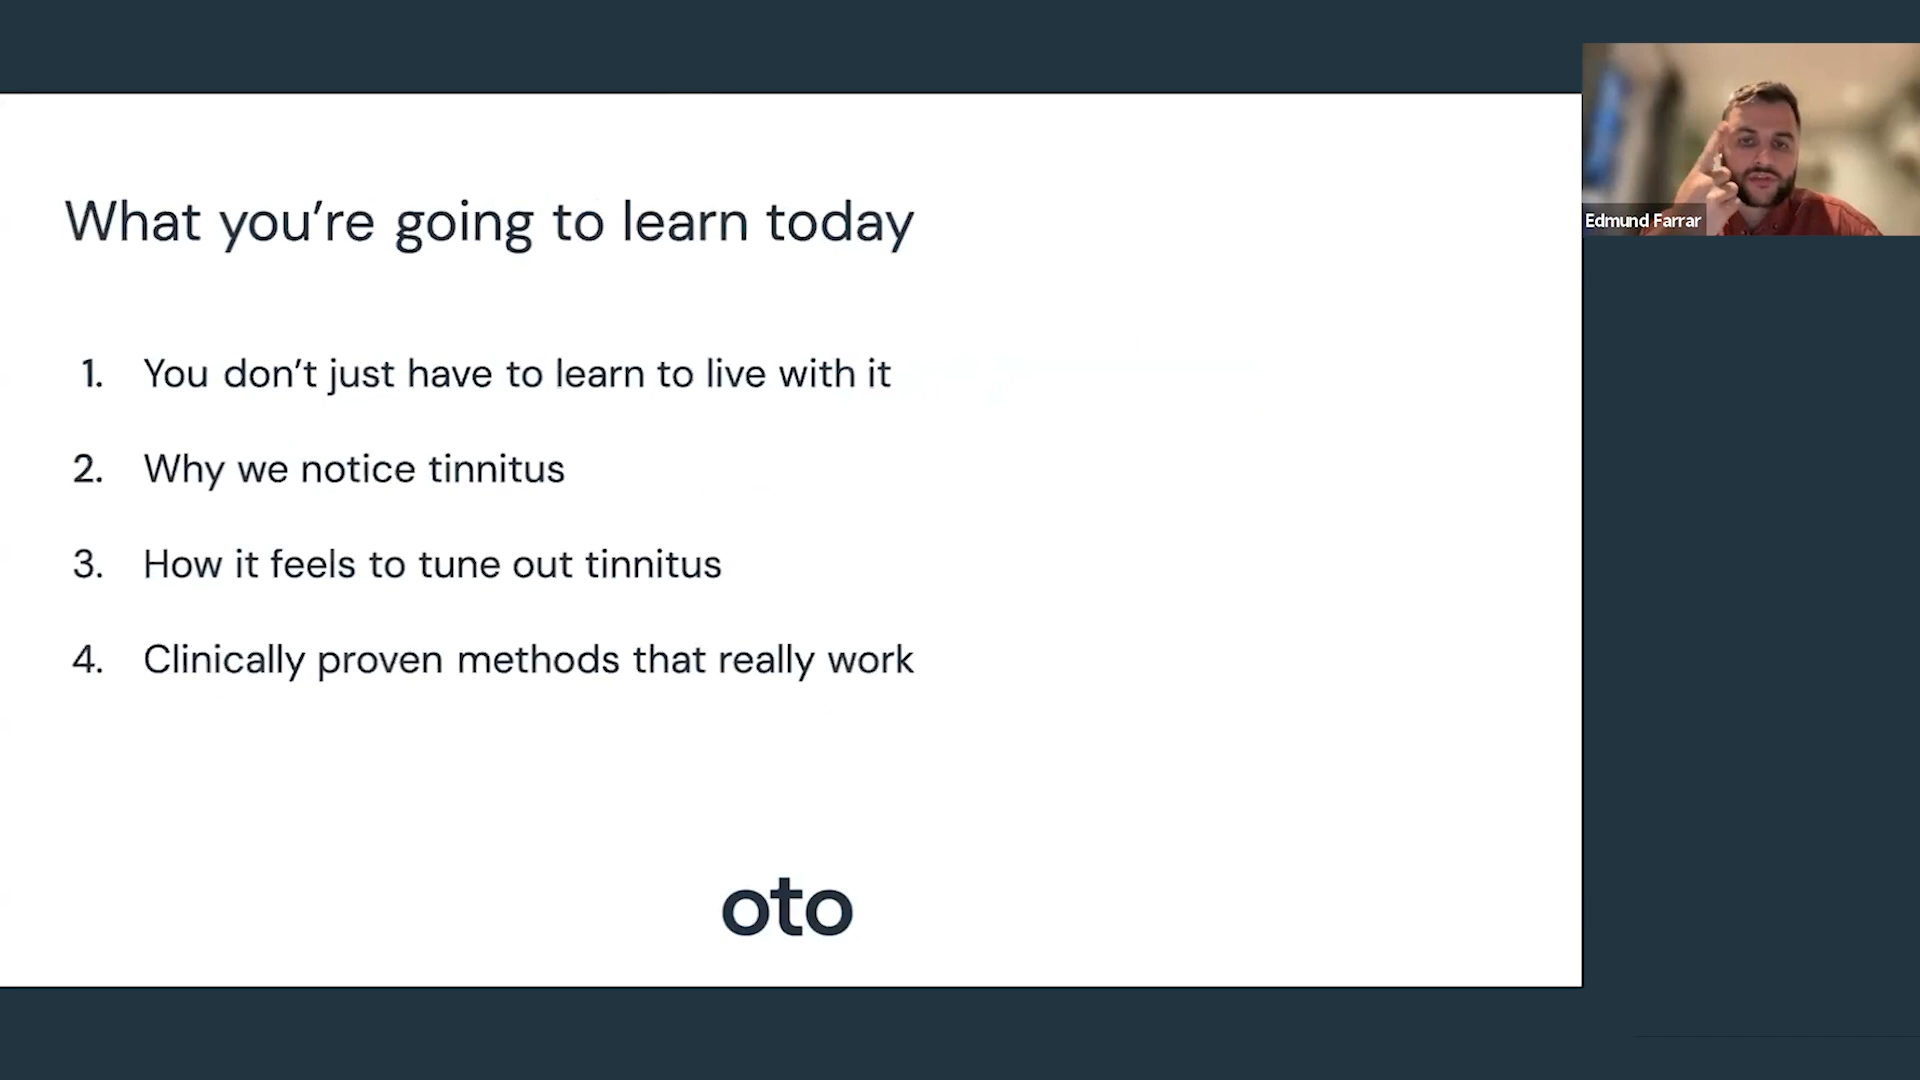 What you’re going to learn today
1. You don’t just have to learn to live with it
2. Why we notice tinnitus
3. How it feels to tune out tinnitus
4. Clinically proven methods that really work
oto
Edmund Farrar